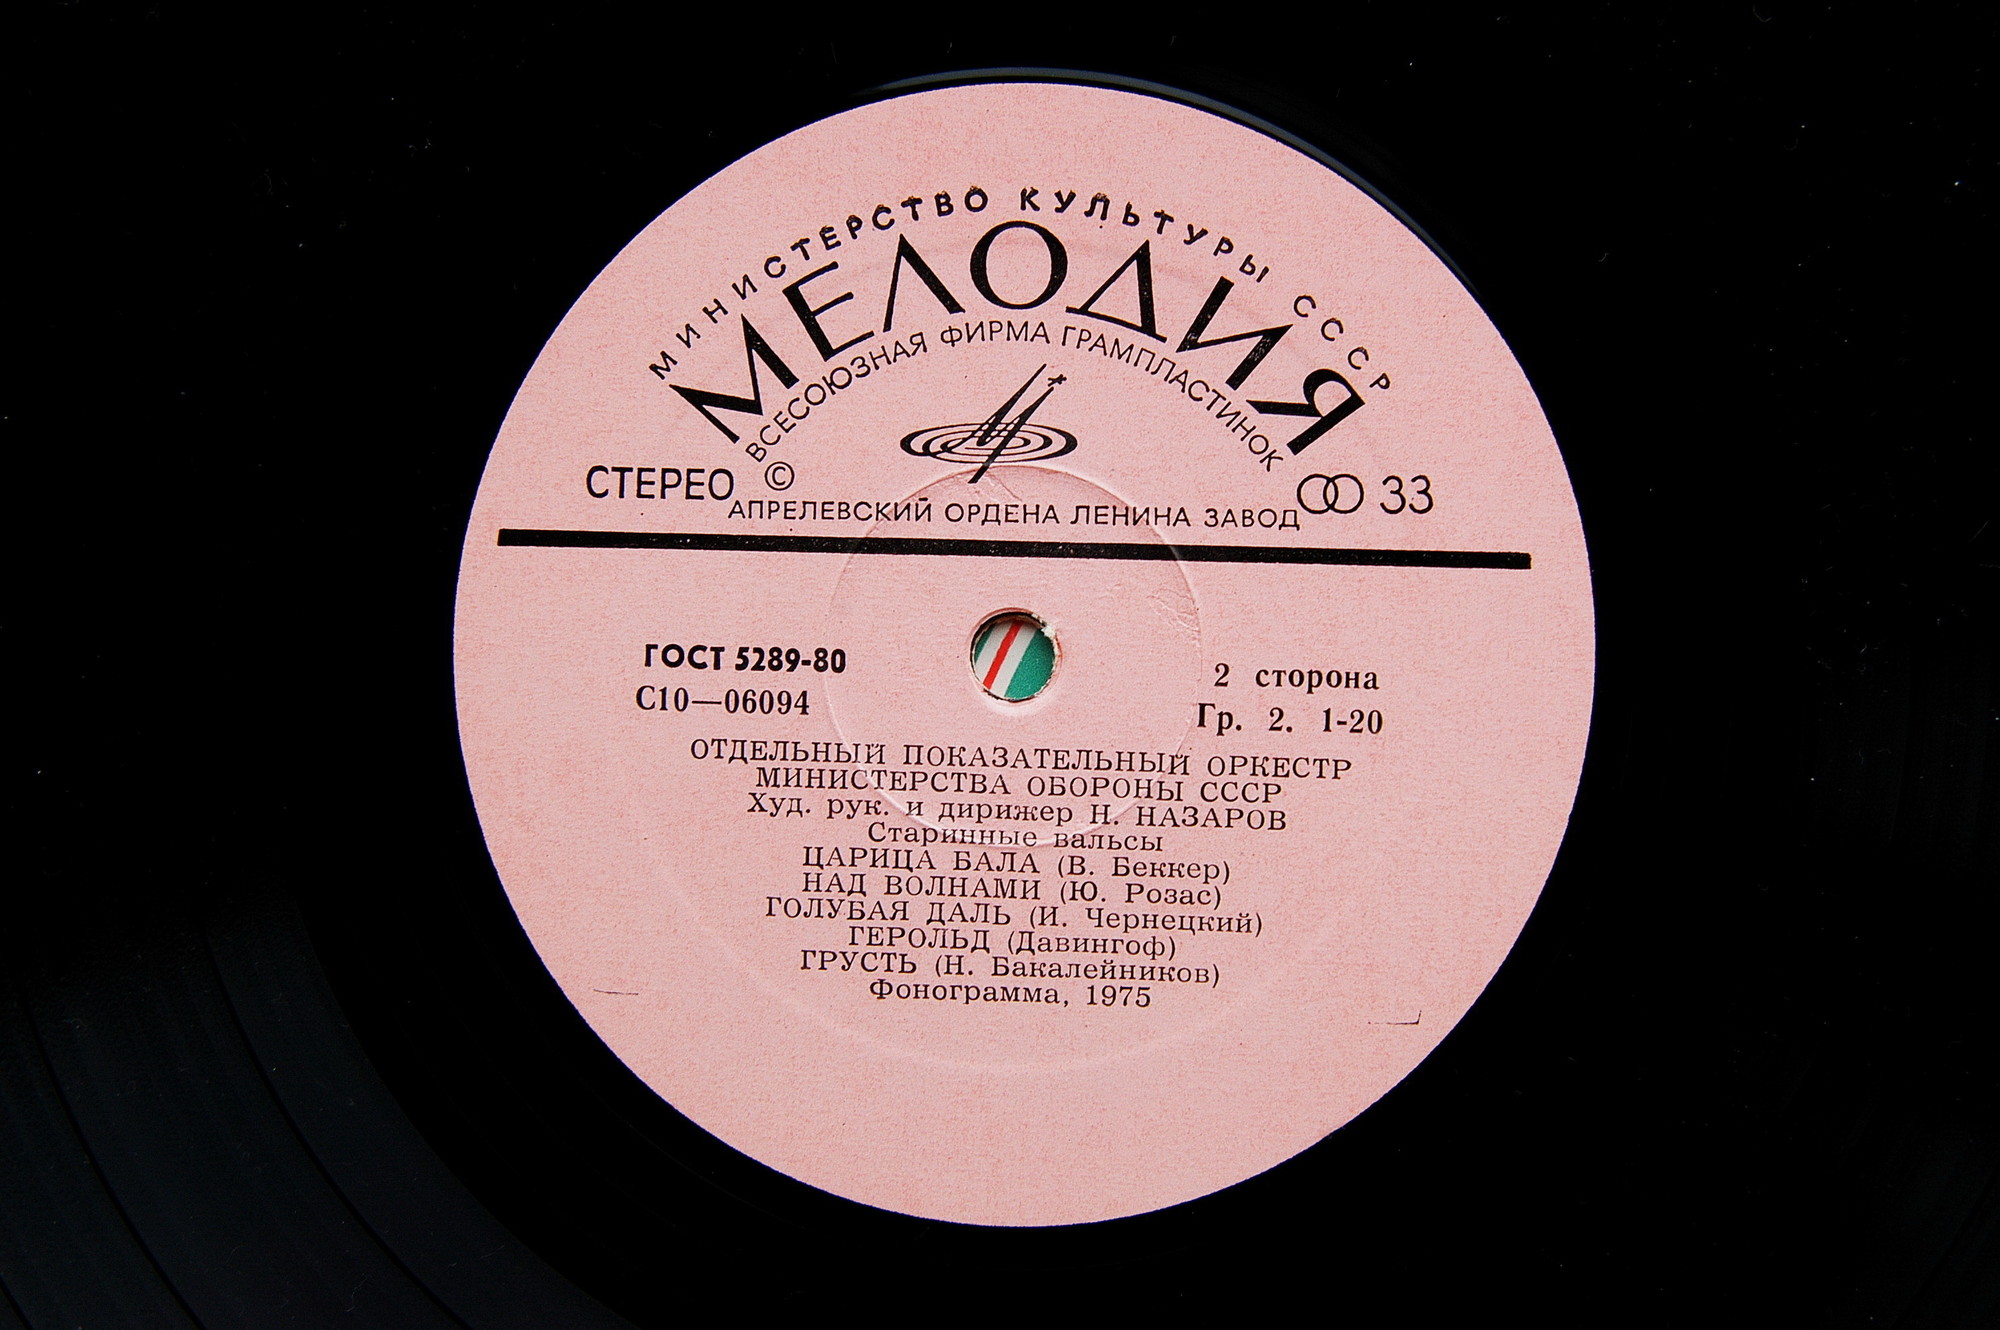 МИНИСТЕРСТВО КУЛЬТУРЫ СССР
МЕЛОДИЯ
ВСЕСОЮЗНАЯ ФИРМА ГРАМПЛАСТИНОК
СТЕРЕО © 33
АПРЕЛЕВСКИЙ ОРДЕНА ЛЕНИНА ЗАВОД
ГОСТ 5289-80
С10—06094
2 сторона
Гр. 2. 1-20
ОТДЕЛЬНЫЙ ПОКАЗАТЕЛЬНЫЙ ОРКЕСТР
МИНИСТЕРСТВА ОБОРОНЫ СССР
Худ. рук. и дирижер Н. НАЗАРОВ
Старинные вальсы
ЦАРИЦА БАЛА (В. Беккер)
НАД ВОЛНАМИ (Ю. Розас)
ГОЛУБАЯ ДАЛЬ (И. Чернецкий)
ГЕРОЛЬД (Давингоф)
ГРУСТЬ (Н. Бакалейников)
Фонограмма, 1975